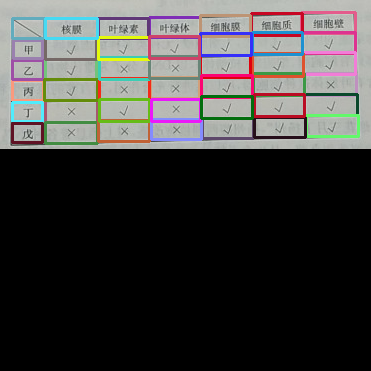 核膜 叶绿素 叶绿体 细胞膜 细胞质 细胞壁
甲 √ √ √ √ √ √
乙 √ × × √ √ √
丙 √ × × √ √ ×
丁 × √ × √ √ √
戊 × × × √ √ √